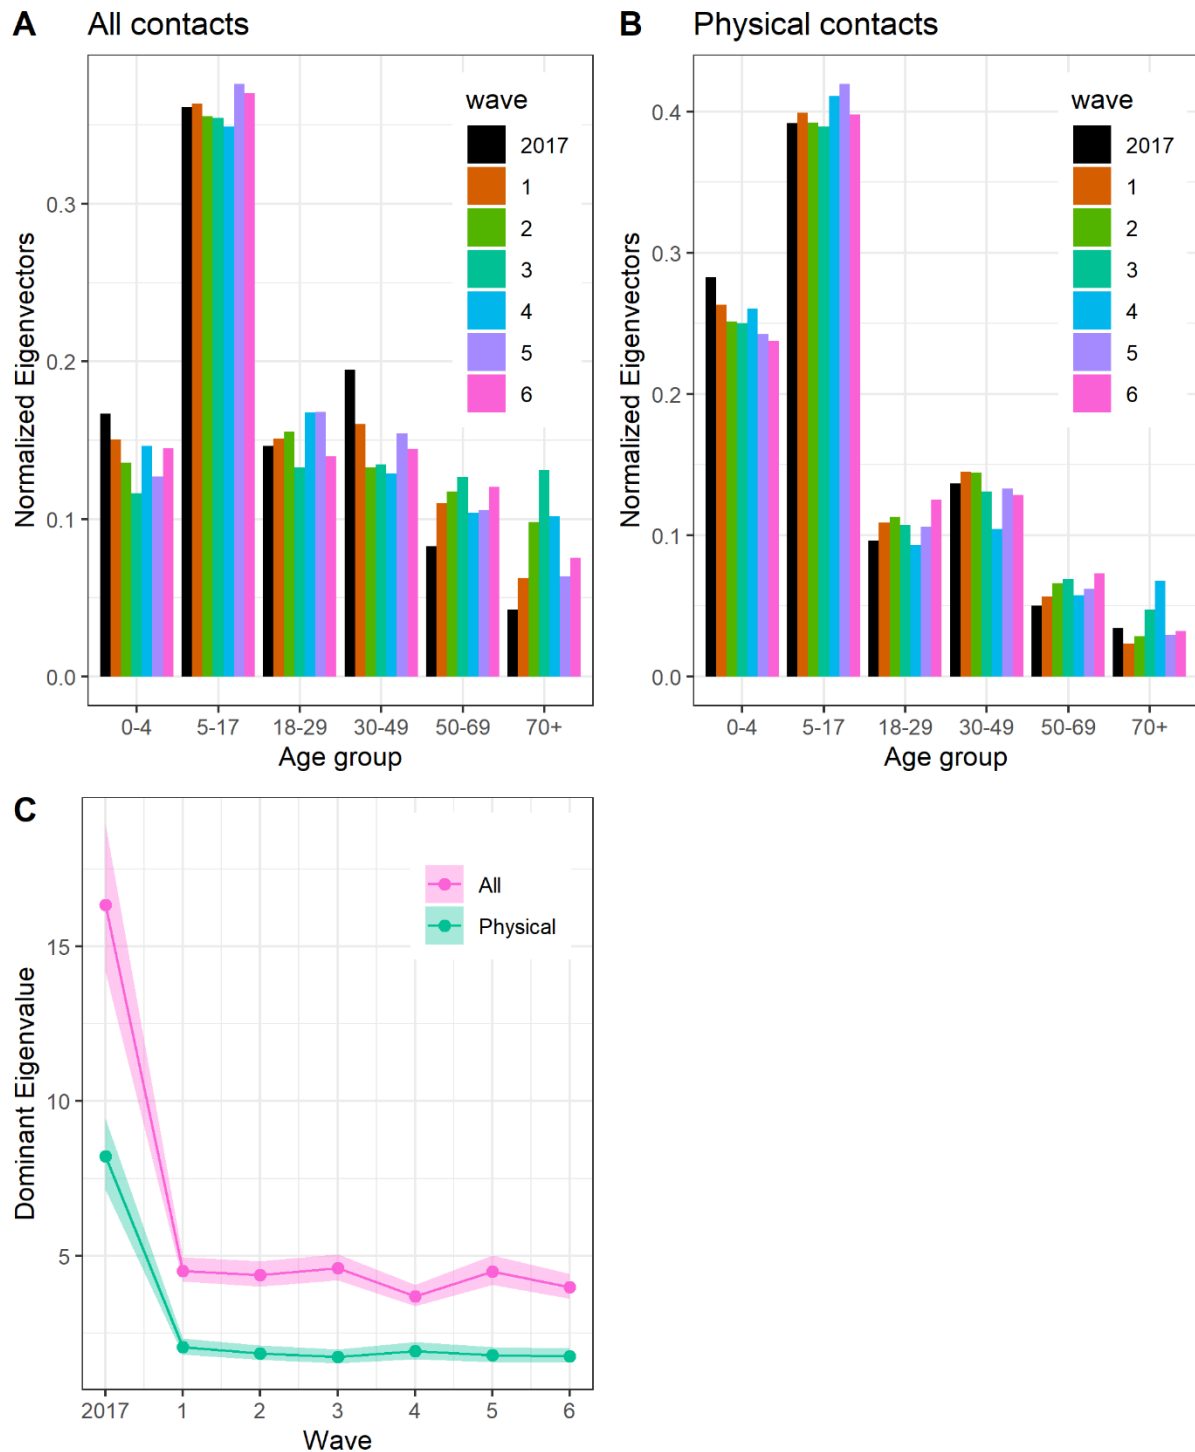 A All contacts
Normalized Eigenvectors
0.3
0.2
0.1
0.0
wave
2017
1
2
3
4
5
6
0-4 5-17 18-29 30-49 50-69 70+
Age group
B Physical contacts
Normalized Eigenvectors
0.4
0.3
0.2
0.1
0.0
wave
2017
1
2
3
4
5
6
0-4 5-17 18-29 30-49 50-69 70+
Age group
C
Dominant Eigenvalue
15
10
5
All
Physical
2017 1 2 3 4 5 6
Wave